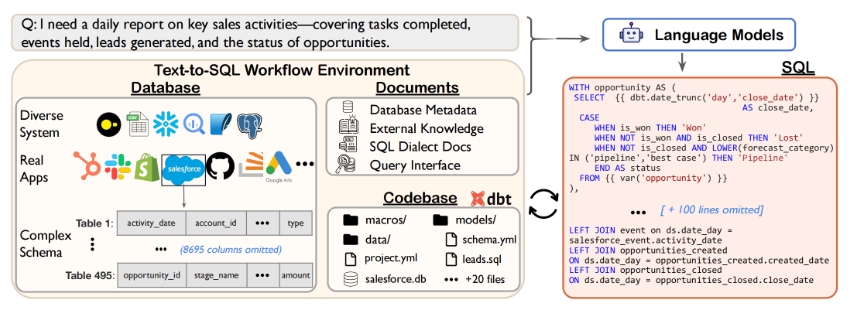 Q: I need a daily report on key sales activities—covering tasks completed,
events held, leads generated, and the status of opportunities.
Language Models
Text-to-SQL Workflow Environment
Database
Diverse
System
CSV
Real
Apps
salesforce
Google Ads
•••
Complex
Schema
Table 1:
activity_date
account_id
•••
type
••• (8695 columns omitted)
Table 495:
opportunity_id
stage_name
•••
amount
Documents
Database Metadata
External Knowledge
SQL Dialect Docs
Query Interface
Codebase
dbt
macros/
models/
data/
schema.yml
project.yml
leads.sql
salesforce.db
••• +20 files
SQL
WITH opportunity AS (
SELECT {{ dbt.date_trunc('day','close_date') }}
AS close_date,
CASE
WHEN is_won THEN 'Won'
WHEN NOT is_won AND is_closed THEN 'Lost'
WHEN NOT is_closed AND LOWER(forecast_category)
IN ('pipeline','best case') THEN 'Pipeline'
END AS status
FROM {{ var('opportunity') }}
),
••• [ + 100 lines omitted]
LEFT JOIN event on ds.date_day =
salesforce_event.activity_date
LEFT JOIN opportunities_created
ON ds.date_day = opportunities_created.created_date
LEFT JOIN opportunities_closed
ON ds.date_day = opportunities_closed.close_date